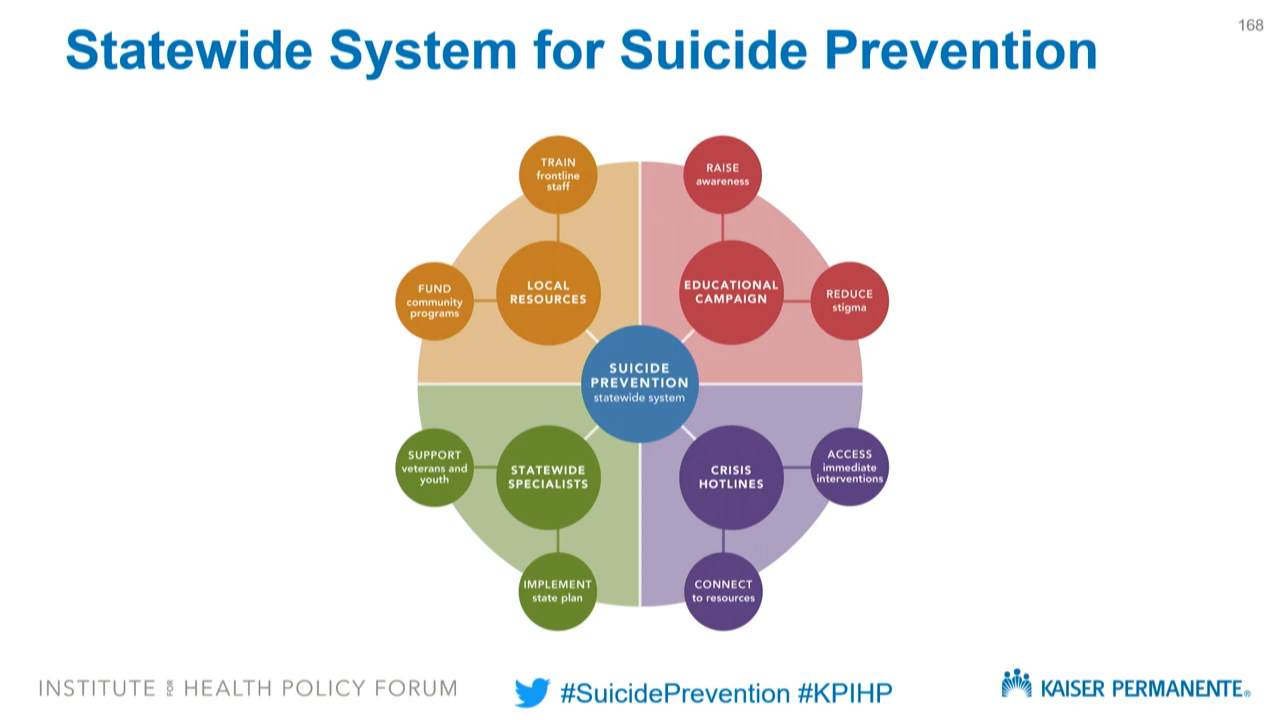 168
Statewide System for Suicide Prevention
TRAIN
frontline
staff
RAISE
awareness
FUND
community
programs
LOCAL
RESOURCES
EDUCATIONAL
CAMPAIGN
REDUCE
stigma
SUICIDE
PREVENTION
statewide system
SUPPORT
veterans and
youth
STATEWIDE
SPECIALISTS
CRISIS
HOTLINES
ACCESS
immediate
interventions
IMPLEMENT
state plan
CONNECT
to resources
INSTITUTE FOR HEALTH POLICY FORUM
#SuicidePrevention #KPIHP
KAISER PERMANENTE®